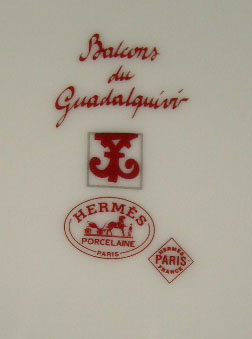 Balcons
du
Guadalquivir
HERMÈS
PORCELAINE
PARIS
HERMÈS
PARIS
FRANCE